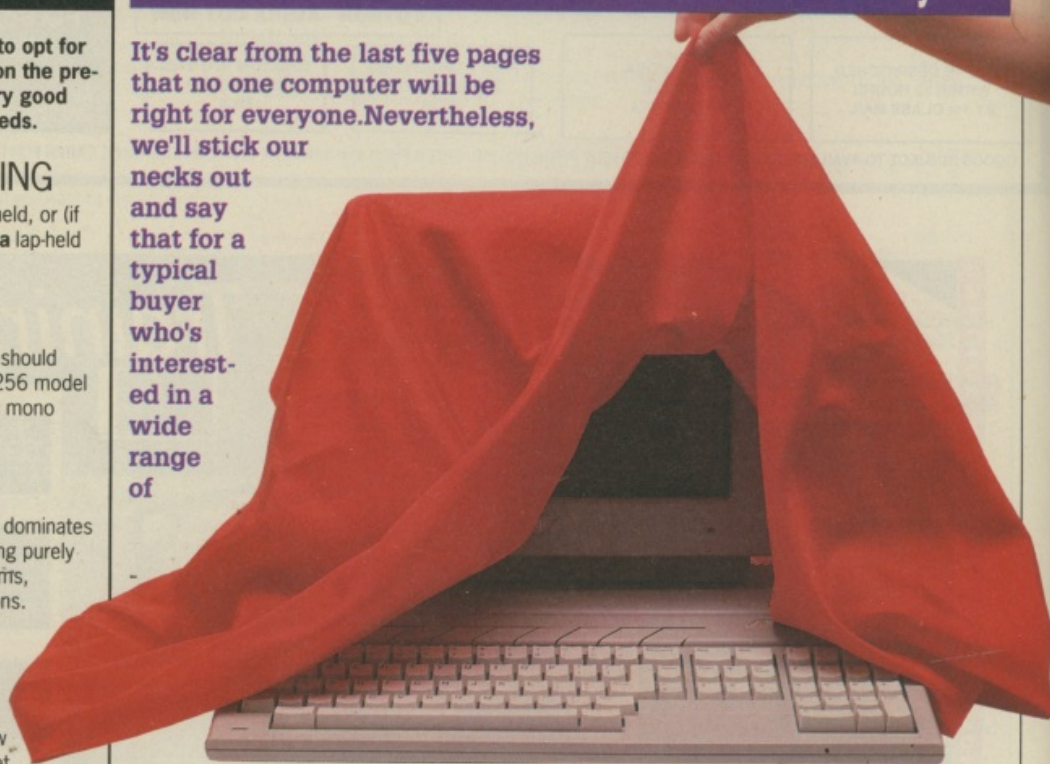 to opt for
on the pre-
ry good
eds.
ING
eld, or (if
a lap-held
should
256 model
mono
dominates
ng purely
ms,
ns.
It's clear from the last five pages
that no one computer will be
right for everyone.Nevertheless,
we'll stick our
necks out
and say
that for a
typical
buyer
who's
interest-
ed in a
wide
range
of